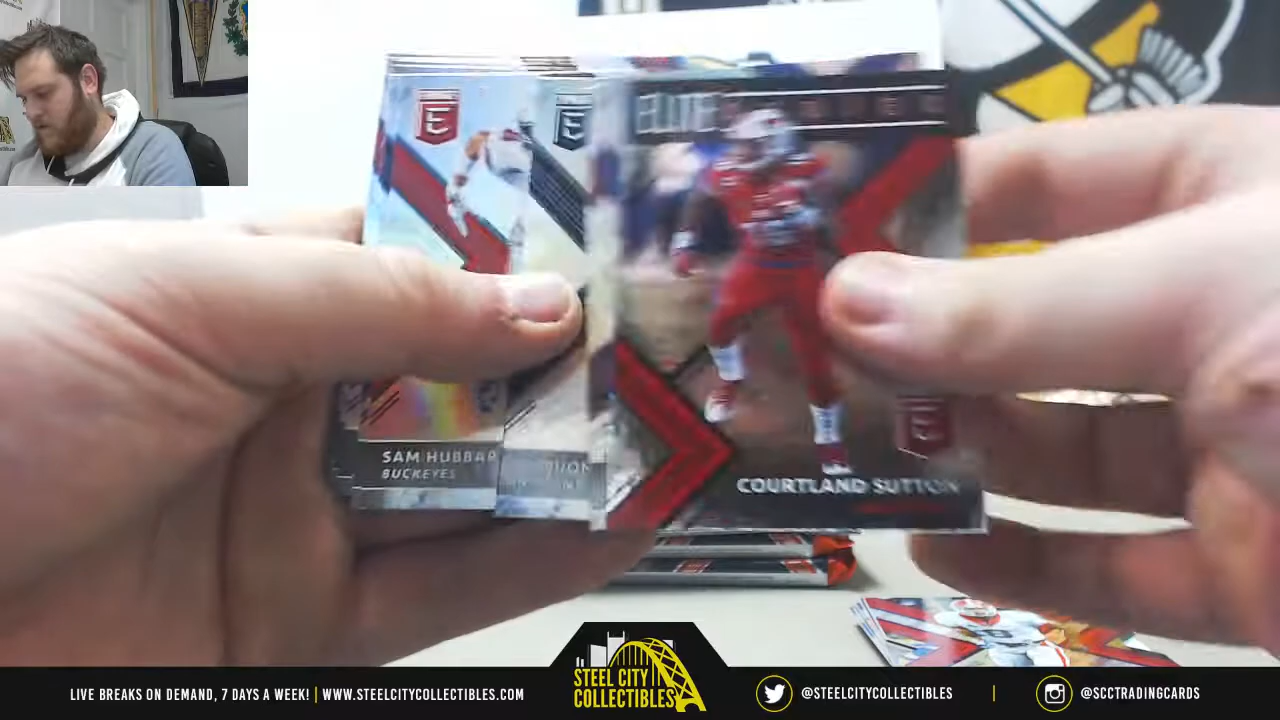 ELITE
COURTLAND SUTTON
SAM HUBBAR
BUCKEYES
STEEL CITY
COLLECTIBLES
LIVE BREAKS ON DEMAND, 7 DAYS A WEEK! | WWW.STEELCITYCOLLECTIBLES.COM
@STEELCITYCOLLECTIBLES | @SCCTRADINGCARDS